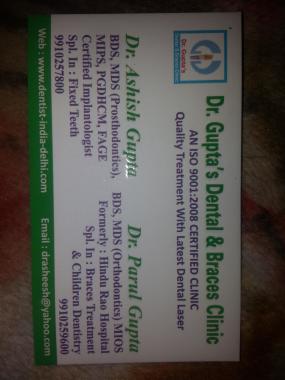 Dr. Gupta's
Dr. Gupta's Dental & Braces Clinic
AN ISO 9001:2008 CERTIFIED CLINIC
Quality Treatment With Latest Dental Laser
Dr. Ashish Gupta
BDS, MDS (Prosthodontics),
MIPS, PGDHCM, FAGE
Certified Implantologist
Spl. In : Fixed Teeth
9910257800
Dr. Parul Gupta
BDS, MDS (Orthodontics) MIOS
Formerly : Hindu Rao Hospital
Spl. In : Braces Treatment
& Children Dentistry
9910259600
Web : www.dentist-india-delhi.com
Email : drasheesh@yahoo.com